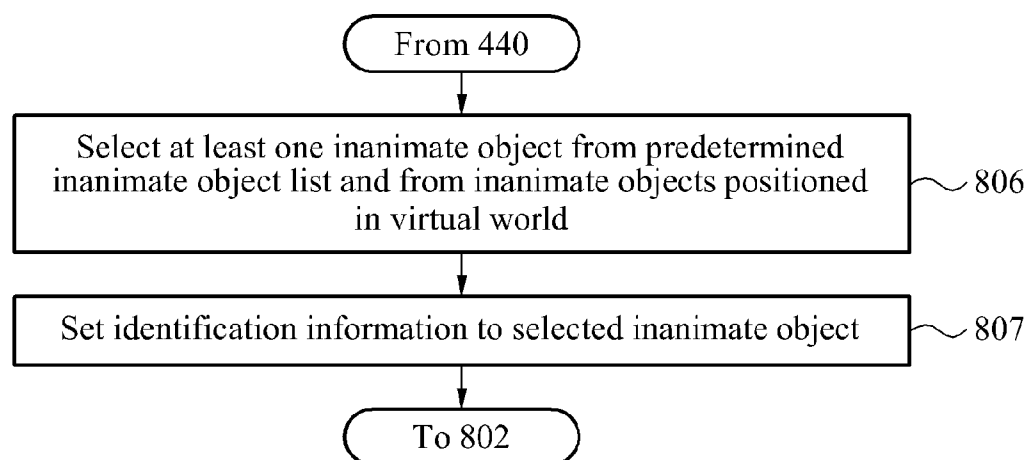 From 440
Select at least one inanimate object from predetermined
inanimate object list and from inanimate objects positioned
in virtual world
806
Set identification information to selected inanimate object
807
To 802